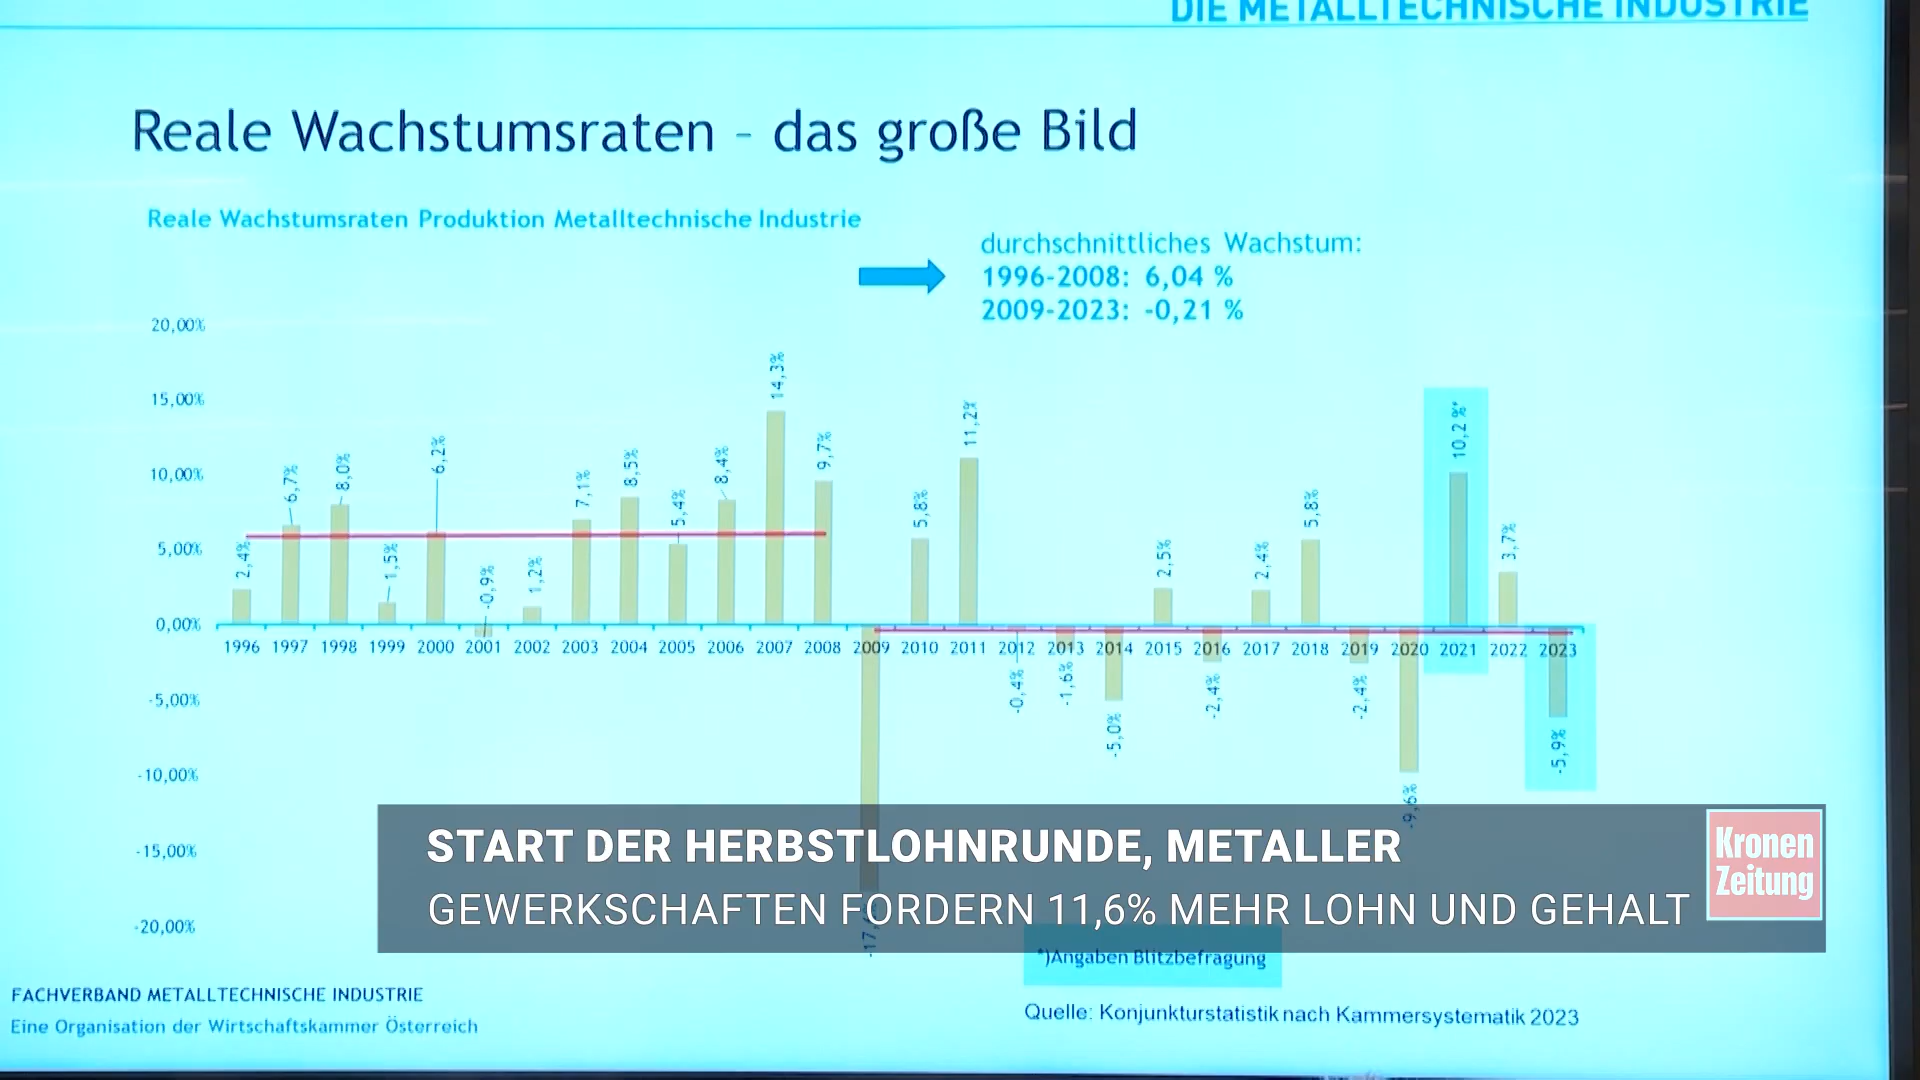 DIE METALLTECHNISCHE INDUSTRIE
Reale Wachstumsraten - das große Bild
Reale Wachstumsraten Produktion Metalltechnische Industrie
durchschnittliches Wachstum:
1996-2008: 6,04 %
2009-2023: -0,21 %
20,00%
15,00%
10,00%
5,00%
0,00%
-5,00%
-10,00%
-15,00%
-20,00%
2,4% 6,7% 8,0% 1,5% 6,2% -0,9% 1,2% 7,1% 8,5% 5,4% 8,4% 14,3% 9,7% 5,8% 11,2% -0,4% -1,6% -5,0% 2,5% -2,4% 2,4% 5,8% -2,4% -9,6% 10,2%* 3,7% -5,9%
1996 1997 1998 1999 2000 2001 2002 2003 2004 2005 2006 2007 2008 2009 2010 2011 2012 2013 2014 2015 2016 2017 2018 2019 2020 2021 2022 2023
START DER HERBSTLOHNRUNDE, METALLER
GEWERKSCHAFTEN FORDERN 11,6% MEHR LOHN UND GEHALT
Kronen
Zeitung
*)Angaben Blitzbefragung
FACHVERBAND METALLTECHNISCHE INDUSTRIE
Eine Organisation der Wirtschaftskammer Österreich
Quelle: Konjunkturstatistik nach Kammersystematik 2023